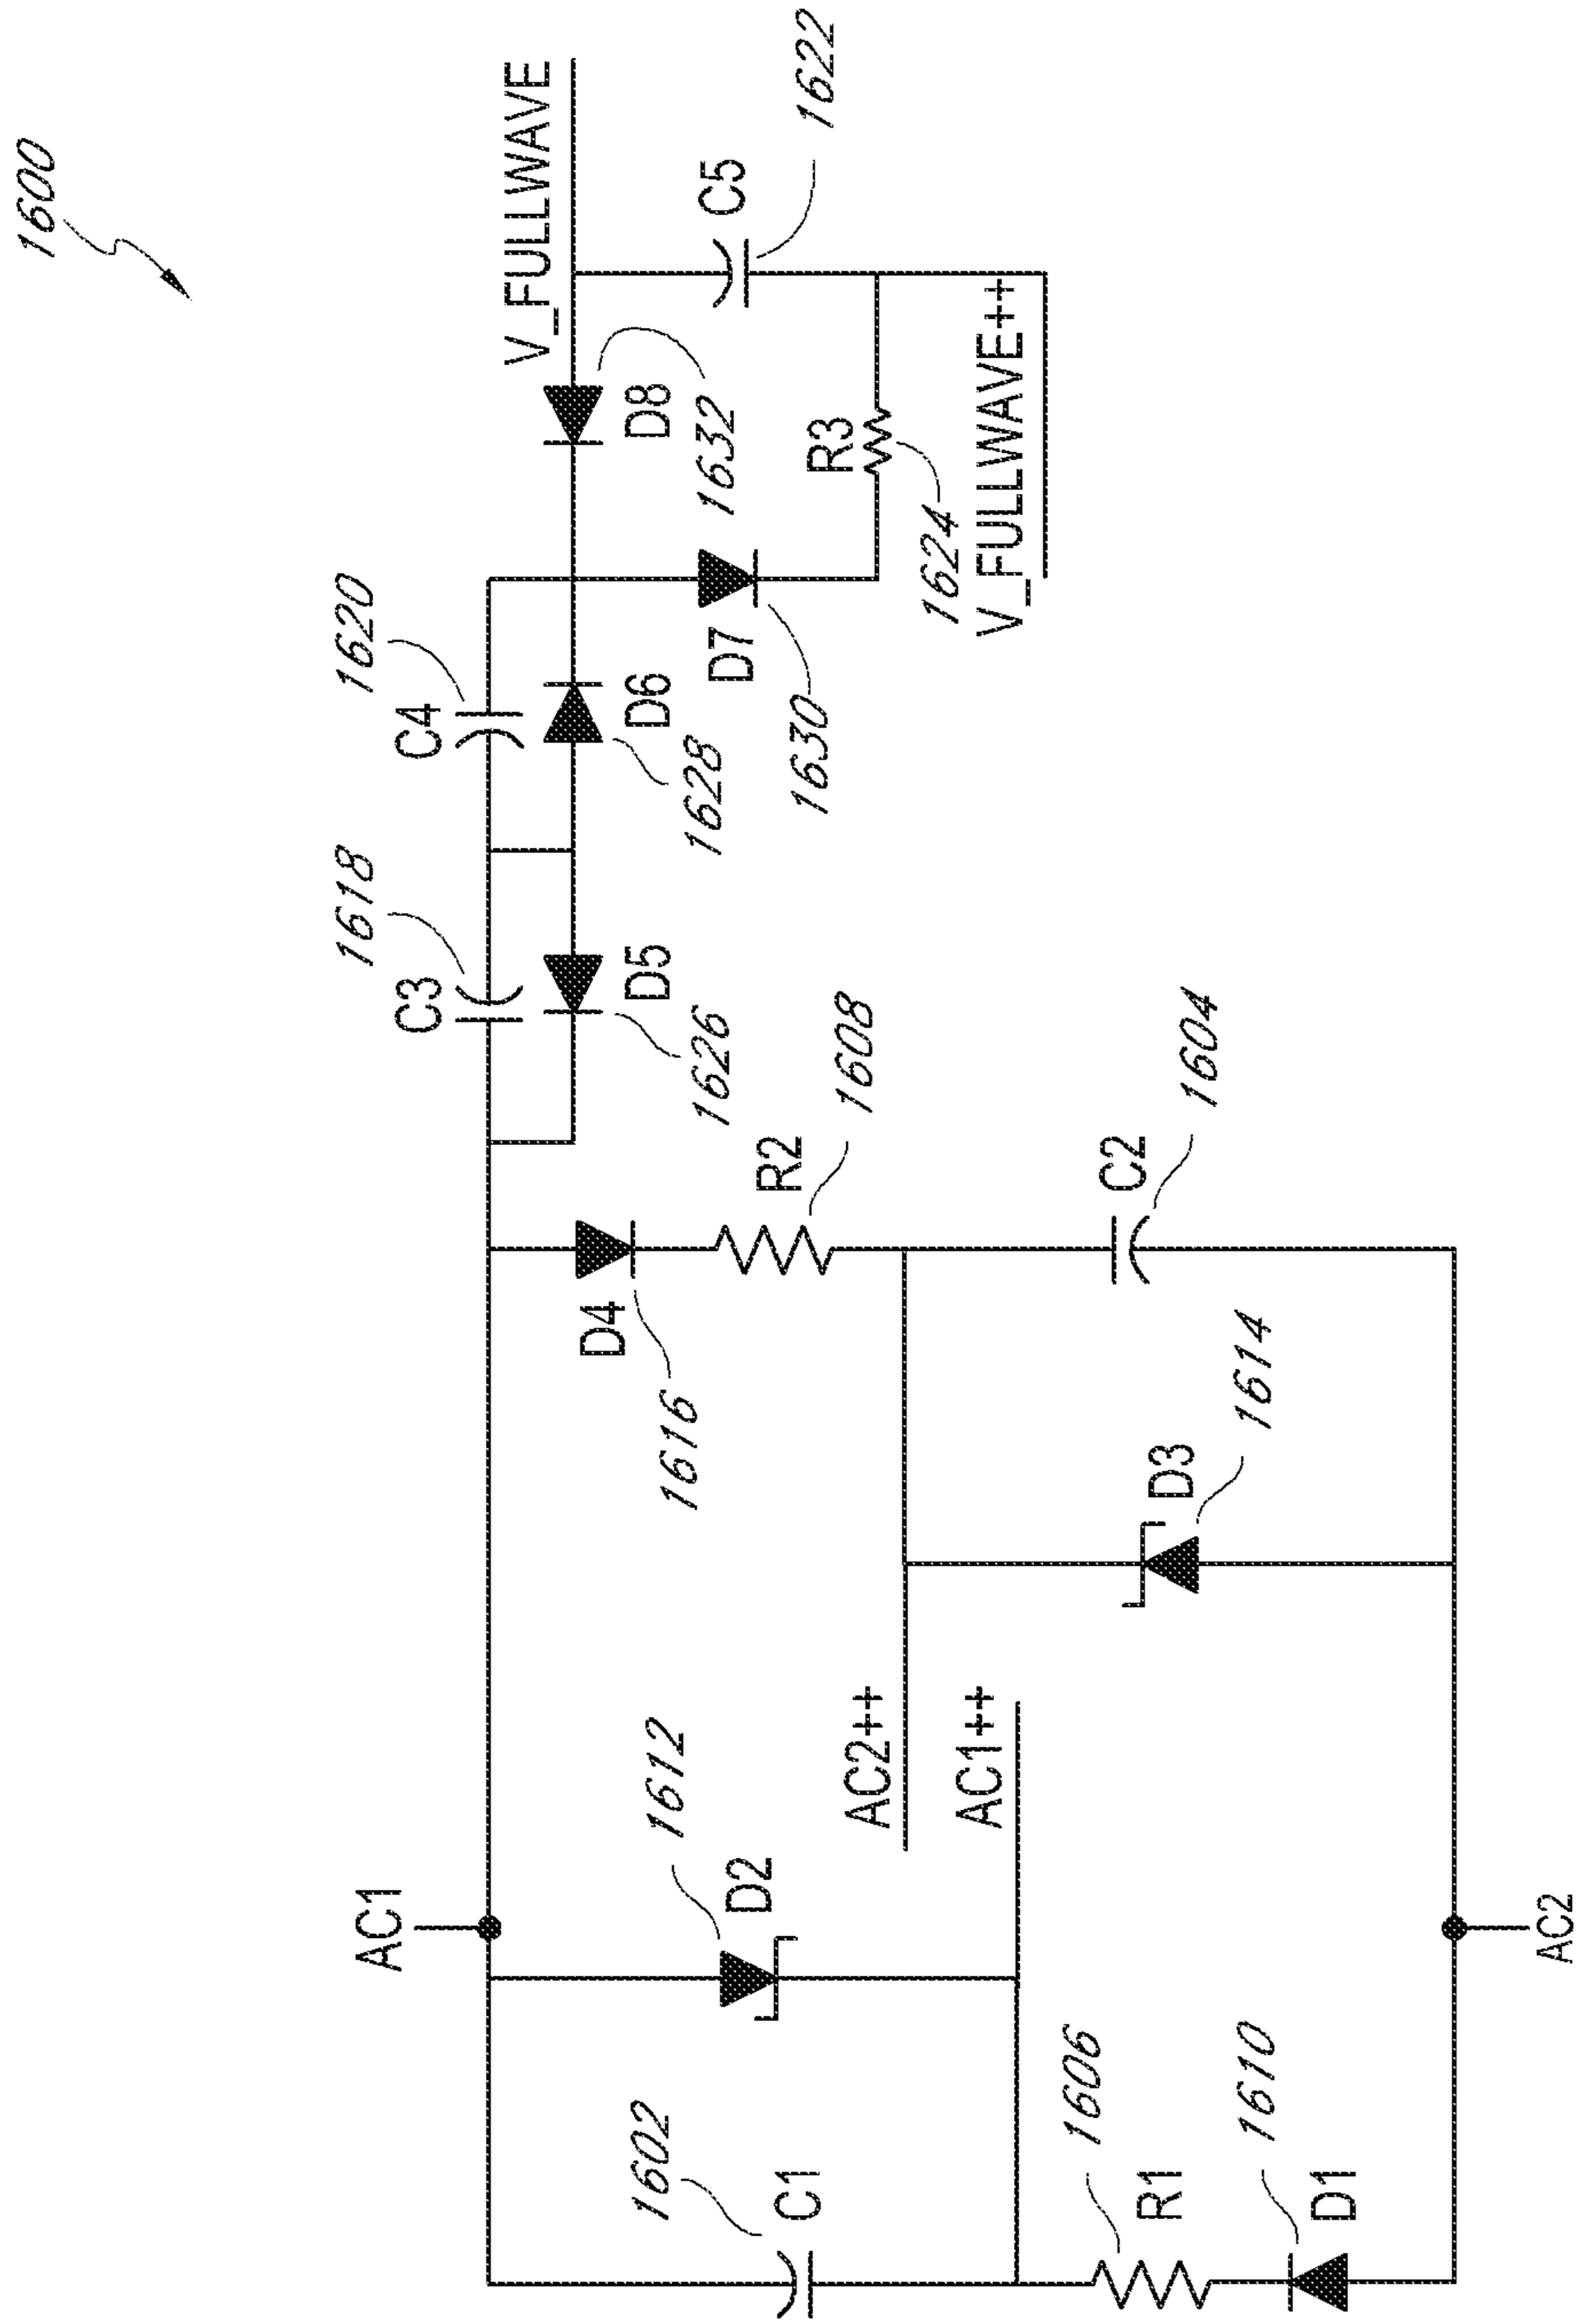 1600
V_FULLWAVE
1622
C5
1632
D8
R3
1624
V_FULLWAVE++
1620
C4
D6
1628
D7
1630
1618
C3
D5
1626
R2
1608
D4
1616
C2
1604
D3
1614
AC1
1612
D2
AC2++
AC1++
AC2
1602
C1
1606
R1
1610
D1